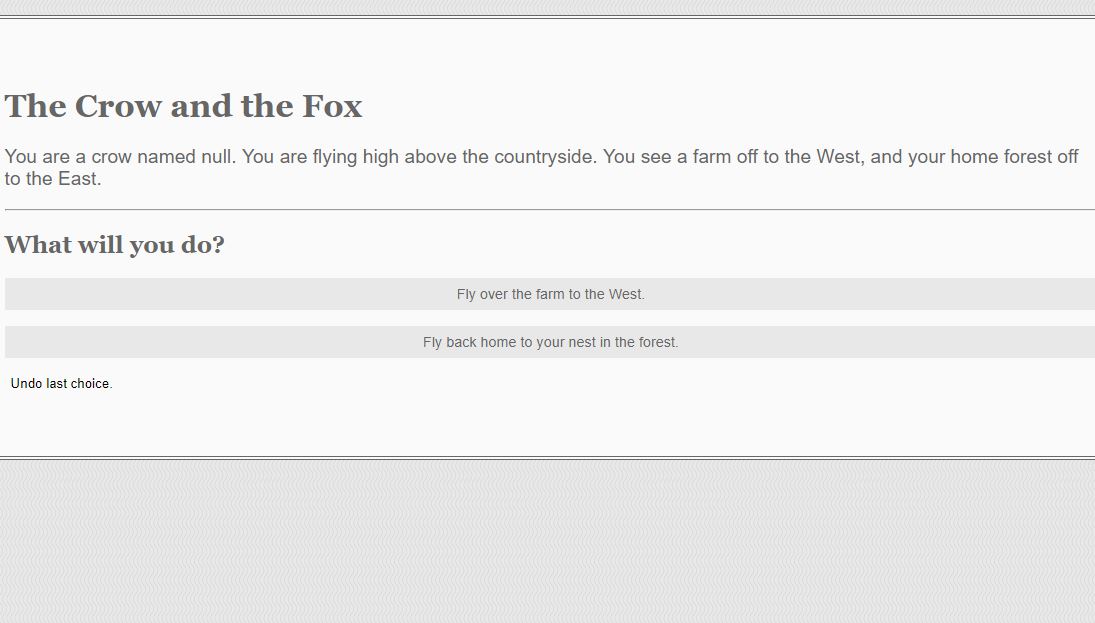 The Crow and the Fox
You are a crow named null. You are flying high above the countryside. You see a farm off to the West, and your home forest off
to the East.
What will you do?
Fly over the farm to the West.
Fly back home to your nest in the forest.
Undo last choice.